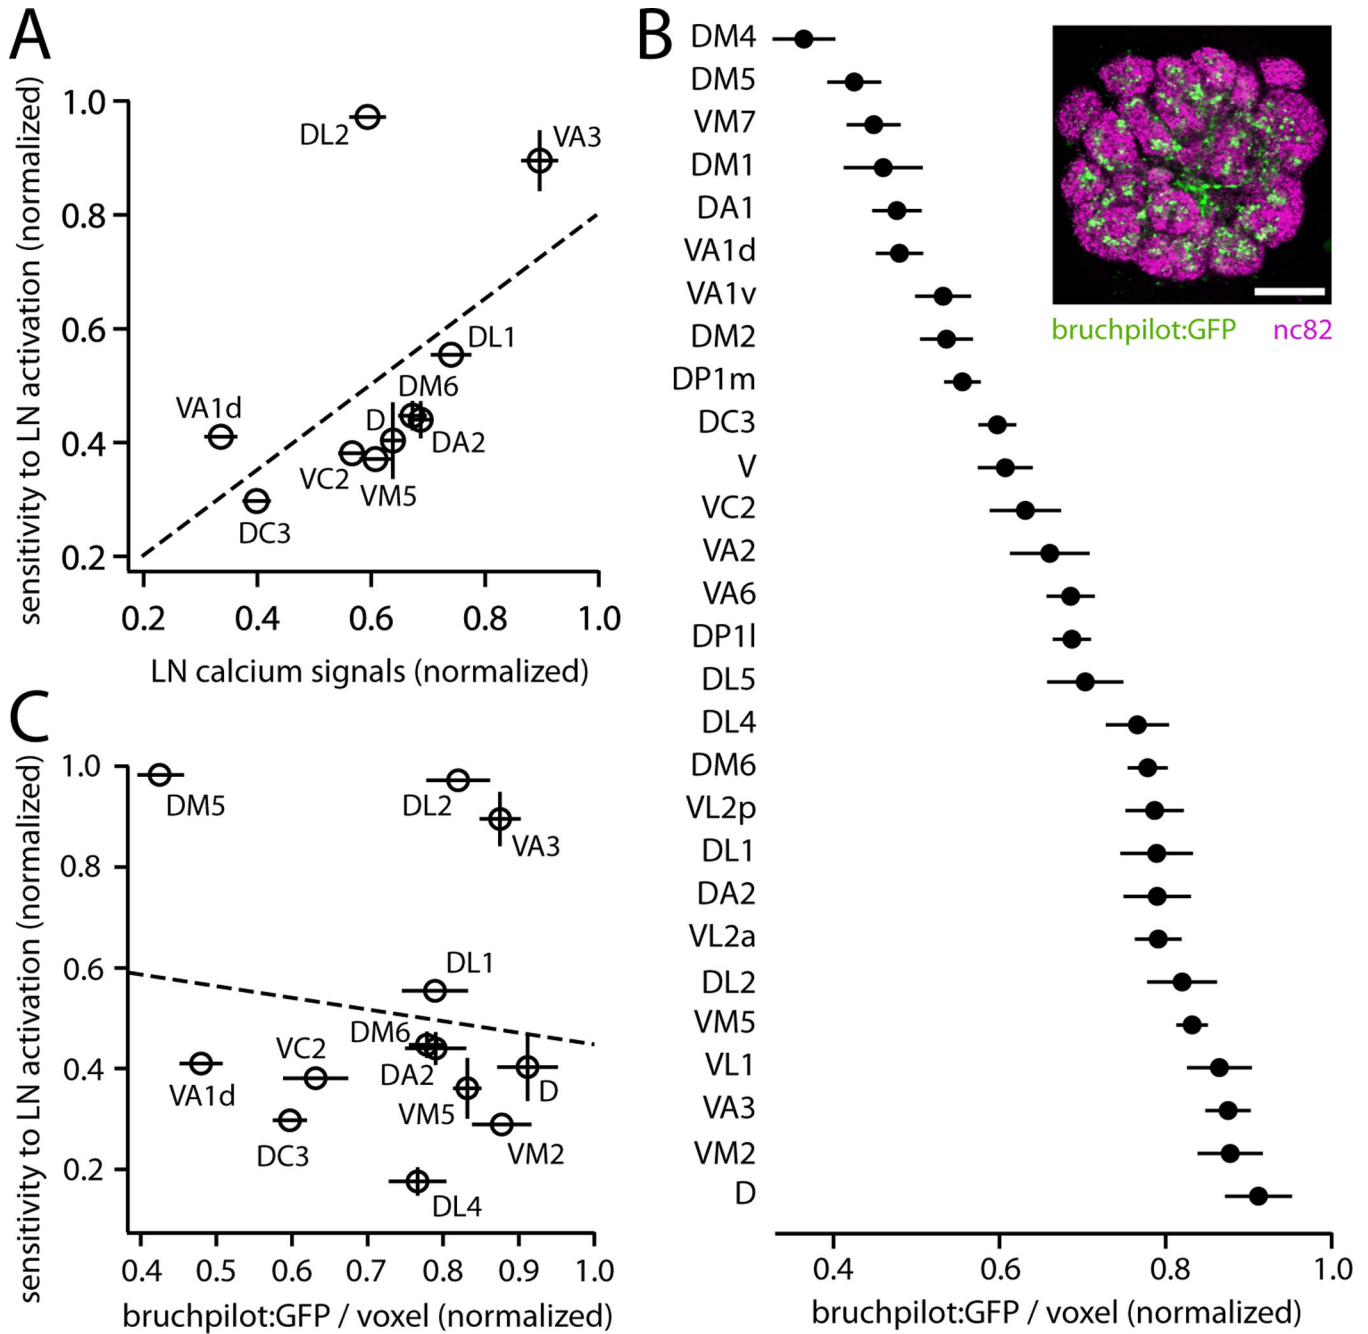 A
sensitivity to LN activation (normalized)
1.0
0.8
0.6
0.4
0.2
DL2
VA3
DL1
DM6
VA1d
D
DA2
VC2
VM5
DC3
0.2 0.4 0.6 0.8 1.0
LN calcium signals (normalized)
B
DM4
DM5
VM7
DM1
DA1
VA1d
VA1v
DM2
DP1m
DC3
V
VC2
VA2
VA6
DP1l
DL5
DL4
DM6
VL2p
DL1
DA2
VL2a
DL2
VM5
VL1
VA3
VM2
D
bruchpilot:GFP nc82
0.4 0.6 0.8 1.0
bruchpilot:GFP / voxel (normalized)
C
sensitivity to LN activation (normalized)
1.0
0.8
0.6
0.4
0.2
DM5
DL2
VA3
DL1
DM6
VC2
DA2
VA1d
D
VM5
DC3
VM2
DL4
0.4 0.5 0.6 0.7 0.8 0.9 1.0
bruchpilot:GFP / voxel (normalized)